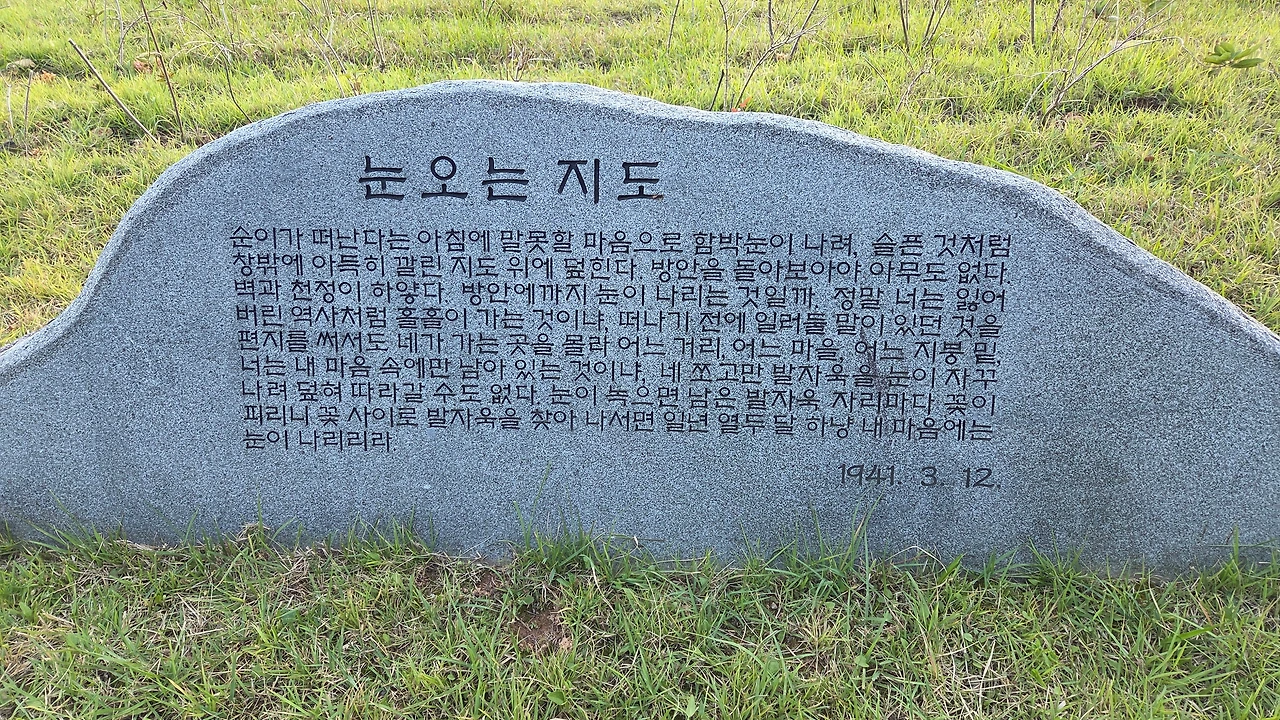 눈오는지도
순이가 떠난다는 아침에 말못할 마음으로 함박눈이 나려, 슬픈 것처럼
창밖에 아득히 깔린 지도 위에 덮힌다. 방안을 돌아보아야 아무도 없다.
벽과 천정이 하얗다. 방안에까지 눈이 나리는 것일까. 정말 너는 잃어
버린 역사처럼 홀홀이 가는 것이냐, 떠나기 전에 일러둘 말이 있던 것을
편지를 써서도 네가 가는 곳을 몰라 어느 거리, 어느 마을, 어느 지붕 밑,
너는 내 마음 속에만 남아 있는 것이냐. 네 쪼고만 발자욱을 눈이 자꾸
나려 덮혀 따라갈 수도 없다. 눈이 녹으면 남은 발자욱 자리마다 꽃이
피리니 꽃 사이로 발자욱을 찾아 나서면 일년 열두 달 하냥 내 마음에는
눈이 나리리라.
1941. 3. 12.